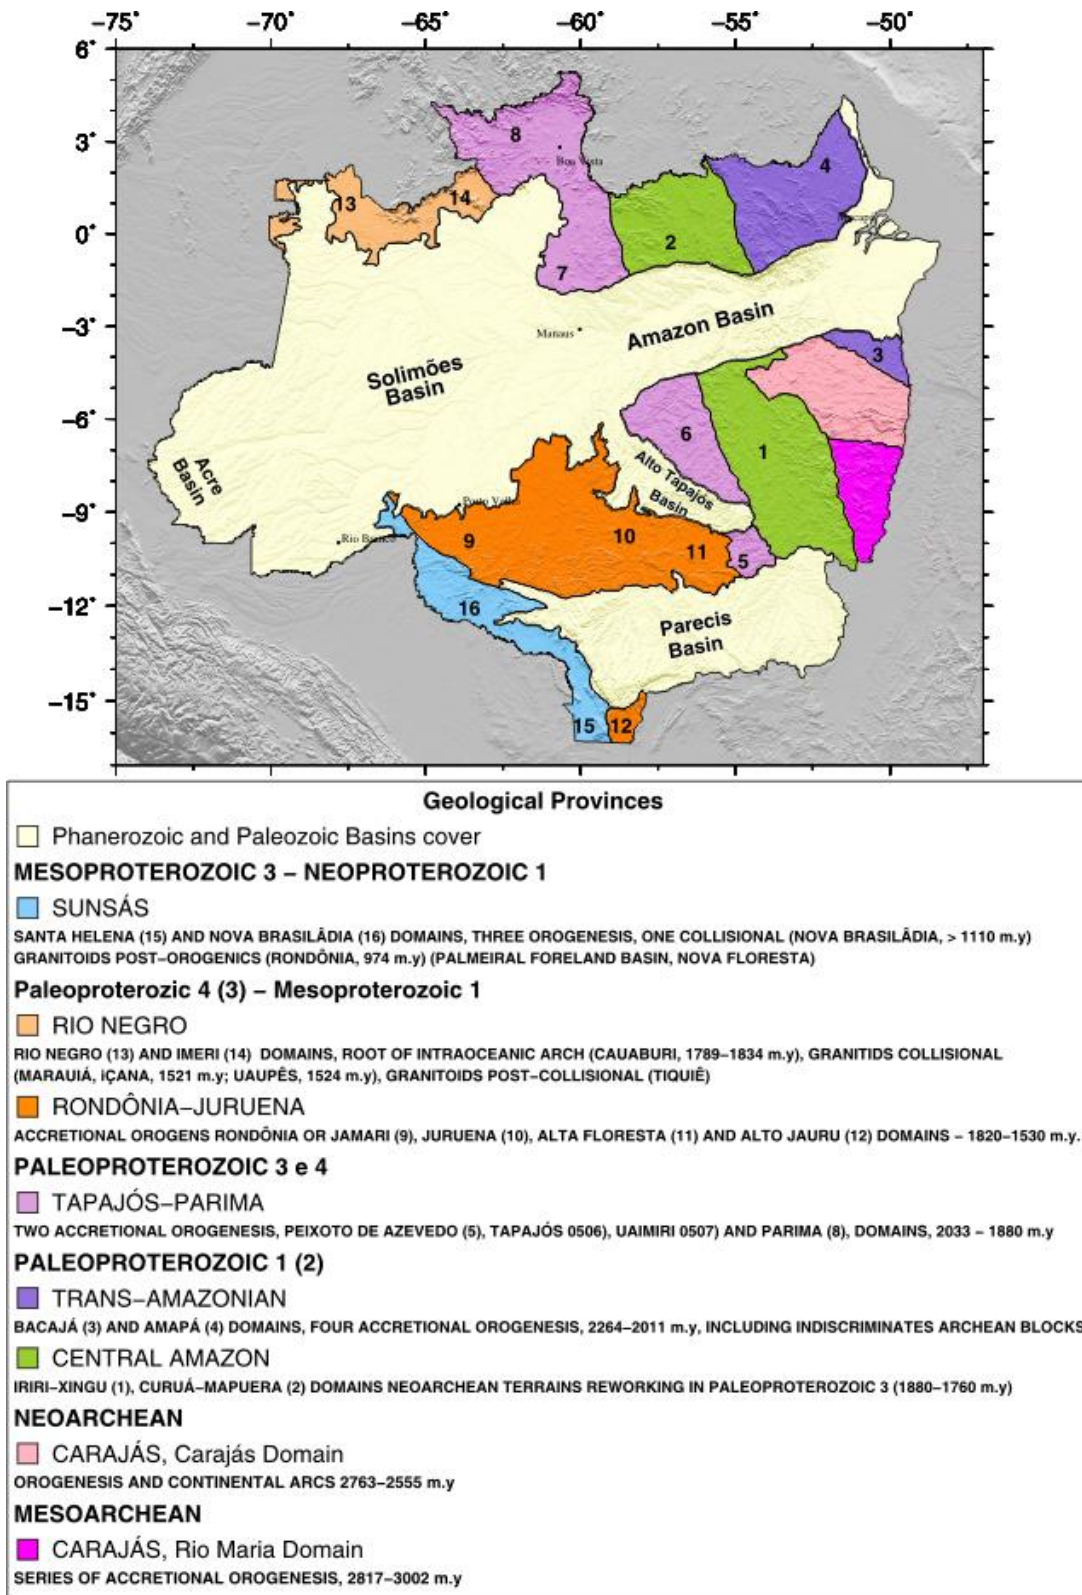 −75° −70° −65° −60° −55° −50°
6°
3°
0°
−3°
−6°
−9°
−12°
−15°
8
Boa Vista
4
14
13
2
7
Manaus
Amazon Basin
3
Solimões
Basin
6
1
Acre
Basin
Alto Tapajós
Basin
Porto Velho
Rio Branco
9
10
11
5
16
Parecis
Basin
15
12
Geological Provinces
Phanerozoic and Paleozoic Basins cover
MESOPROTEROZOIC 3 − NEOPROTEROZOIC 1
SUNSÁS
SANTA HELENA (15) AND NOVA BRASILÂDIA (16) DOMAINS, THREE OROGENESIS, ONE COLLISIONAL (NOVA BRASILÂDIA, > 1110 m.y)
GRANITOIDS POST−OROGENICS (RONDÔNIA, 974 m.y) (PALMEIRAL FORELAND BASIN, NOVA FLORESTA)
Paleoproterozic 4 (3) − Mesoproterozoic 1
RIO NEGRO
RIO NEGRO (13) AND IMERI (14) DOMAINS, ROOT OF INTRAOCEANIC ARCH (CAUABURI, 1789−1834 m.y), GRANITIDS COLLISIONAL
(MARAUIÁ, iÇANA, 1521 m.y; UAUPÊS, 1524 m.y), GRANITOIDS POST−COLLISIONAL (TIQUIÊ)
RONDÔNIA−JURUENA
ACCRETIONAL OROGENS RONDÔNIA OR JAMARI (9), JURUENA (10), ALTA FLORESTA (11) AND ALTO JAURU (12) DOMAINS − 1820−1530 m.y.
PALEOPROTEROZOIC 3 e 4
TAPAJÓS−PARIMA
TWO ACCRETIONAL OROGENESIS, PEIXOTO DE AZEVEDO (5), TAPAJÓS 0506), UAIMIRI 0507) AND PARIMA (8), DOMAINS, 2033 − 1880 m.y
PALEOPROTEROZOIC 1 (2)
TRANS−AMAZONIAN
BACAJÁ (3) AND AMAPÁ (4) DOMAINS, FOUR ACCRETIONAL OROGENESIS, 2264−2011 m.y, INCLUDING INDISCRIMINATES ARCHEAN BLOCKS
CENTRAL AMAZON
IRIRI−XINGU (1), CURUÁ−MAPUERA (2) DOMAINS NEOARCHEAN TERRAINS REWORKING IN PALEOPROTEROZOIC 3 (1880−1760 m.y)
NEOARCHEAN
CARAJÁS, Carajás Domain
OROGENESIS AND CONTINENTAL ARCS 2763−2555 m.y
MESOARCHEAN
CARAJÁS, Rio Maria Domain
SERIES OF ACCRETIONAL OROGENESIS, 2817−3002 m.y